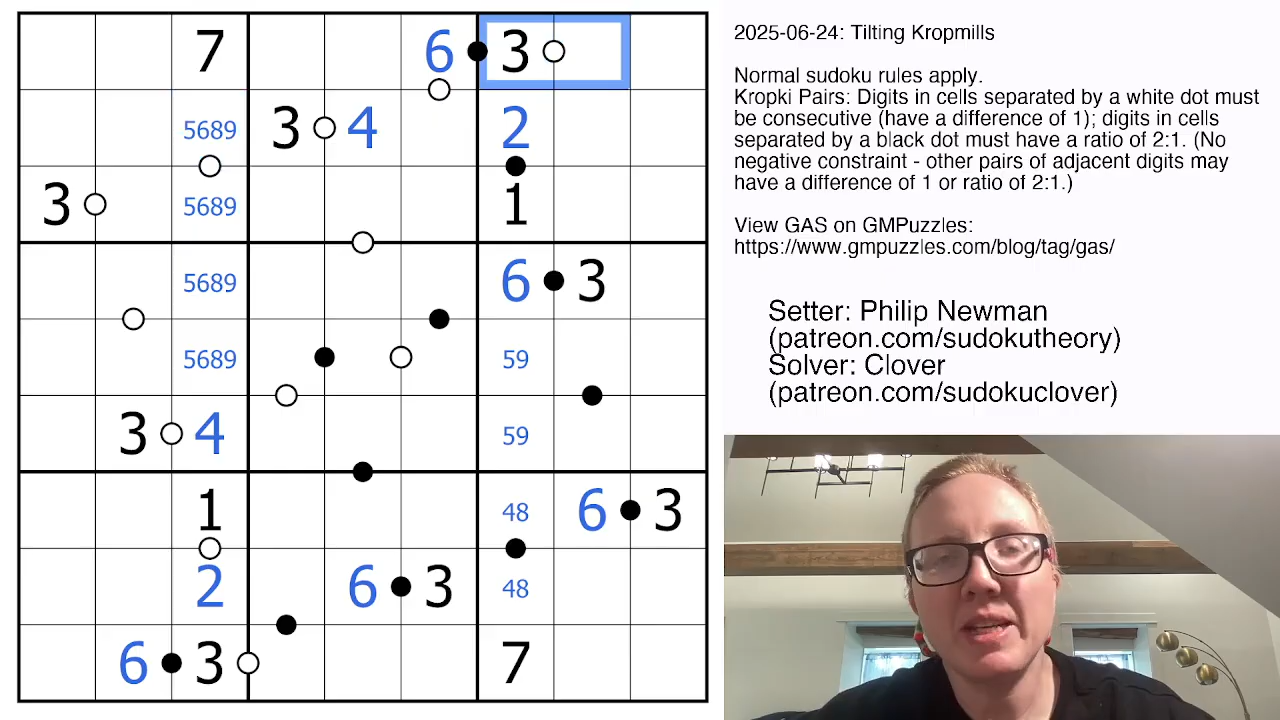 7 6 3
5689 3 4 2
3 5689 1
5689 6 3
5689 59
3 4 59
1 48 6 3
2 6 3 48
6 3 7
2025-06-24: Tilting Kropmills
Normal sudoku rules apply.
Kropki Pairs: Digits in cells separated by a white dot must
be consecutive (have a difference of 1); digits in cells
separated by a black dot must have a ratio of 2:1. (No
negative constraint - other pairs of adjacent digits may
have a difference of 1 or ratio of 2:1.)
View GAS on GMPuzzles:
https://www.gmpuzzles.com/blog/tag/gas/
Setter: Philip Newman
(patreon.com/sudokutheory)
Solver: Clover
(patreon.com/sudokuclover)